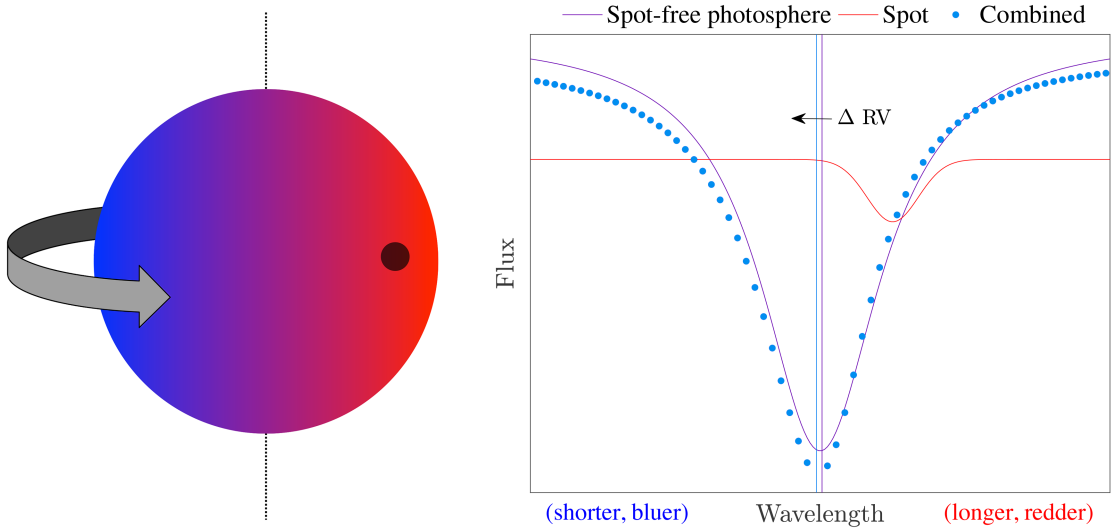 Spot-free photosphere Spot Combined
Δ RV
Flux
(shorter, bluer) Wavelength (longer, redder)